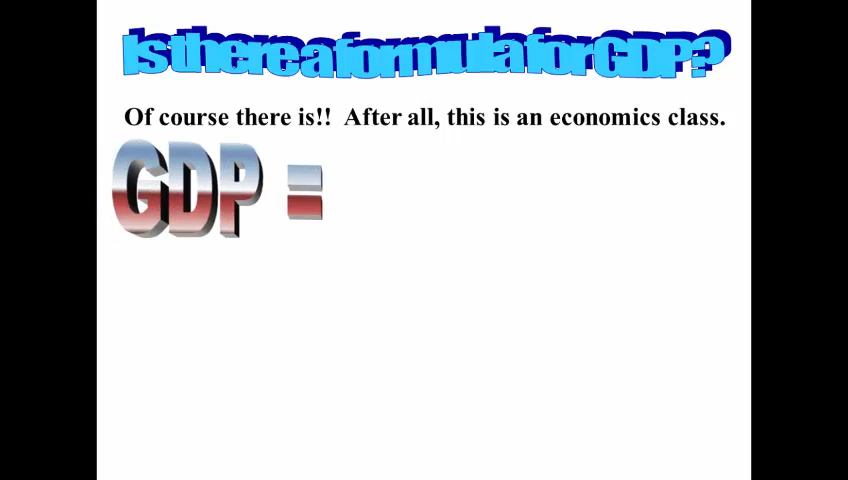 Is there a formula for GDP?
Of course there is!! After all, this is an economics class.
GDP =